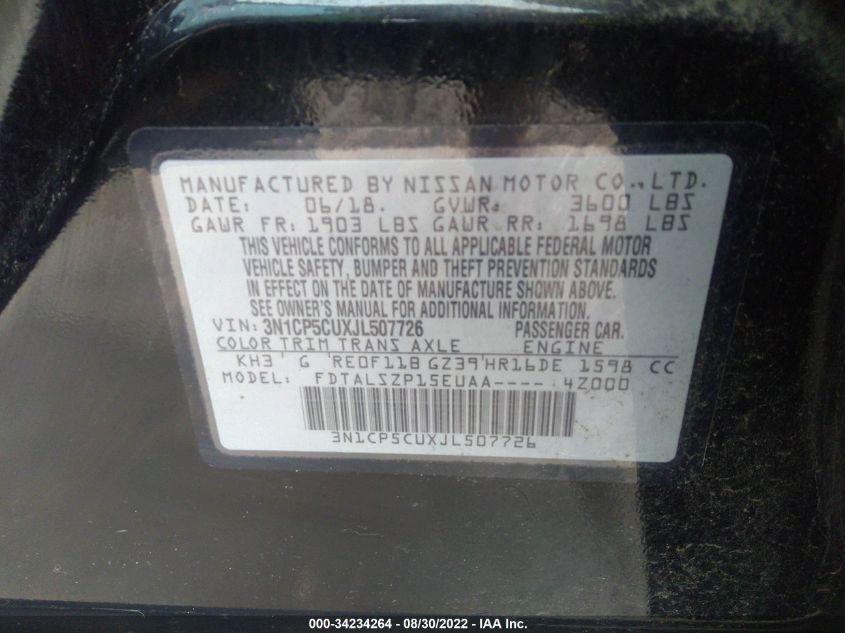 MANUFACTURED BY NISSAN MOTOR CO., LTD.
DATE: 06/18. GVWR: 3600 LBS
GAWR FR: 1903 LBS GAWR RR: 1698 LBS
THIS VEHICLE CONFORMS TO ALL APPLICABLE FEDERAL MOTOR
VEHICLE SAFETY, BUMPER AND THEFT PREVENTION STANDARDS
IN EFFECT ON THE DATE OF MANUFACTURE SHOWN ABOVE.
SEE OWNER'S MANUAL FOR ADDITIONAL INFORMATION.
VIN: 3N1CP5CUXJL507726 PASSENGER CAR.
COLOR TRIM TRANS AXLE ENGINE
KH3 G RE0F11B GZ39 HR16DE 1598 CC
MODEL: FDTALSZP15EUAA---- 4Z000
3N1CP5CUXJL507726
000-34234264 - 08/30/2022 - IAA Inc.